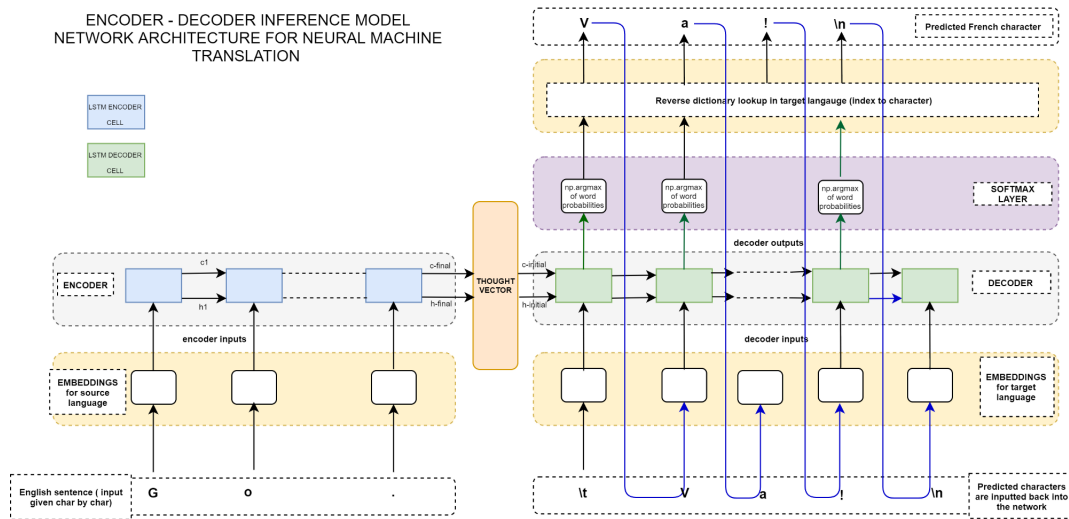 ENCODER - DECODER INFERENCE MODEL
NETWORK ARCHITECTURE FOR NEURAL MACHINE
TRANSLATION
LSTM ENCODER
CELL
LSTM DECODER
CELL
V a ! \n
Predicted French character
Reverse dictionary lookup in target langauge (index to character)
np.argmax
of word
probabilities
np.argmax
of word
probabilities
np.argmax
of word
probabilities
SOFTMAX
LAYER
decoder outputs
ENCODER
c1
h1
c-final
h-final
THOUGHT
VECTOR
c-initial
h-initial
DECODER
encoder inputs
decoder inputs
EMBEDDINGS
for source
language
EMBEDDINGS
for target
language
English sentence ( input
given char by char)
G o .
\t V a ! \n
Predicted characters
are inputted back into
the network